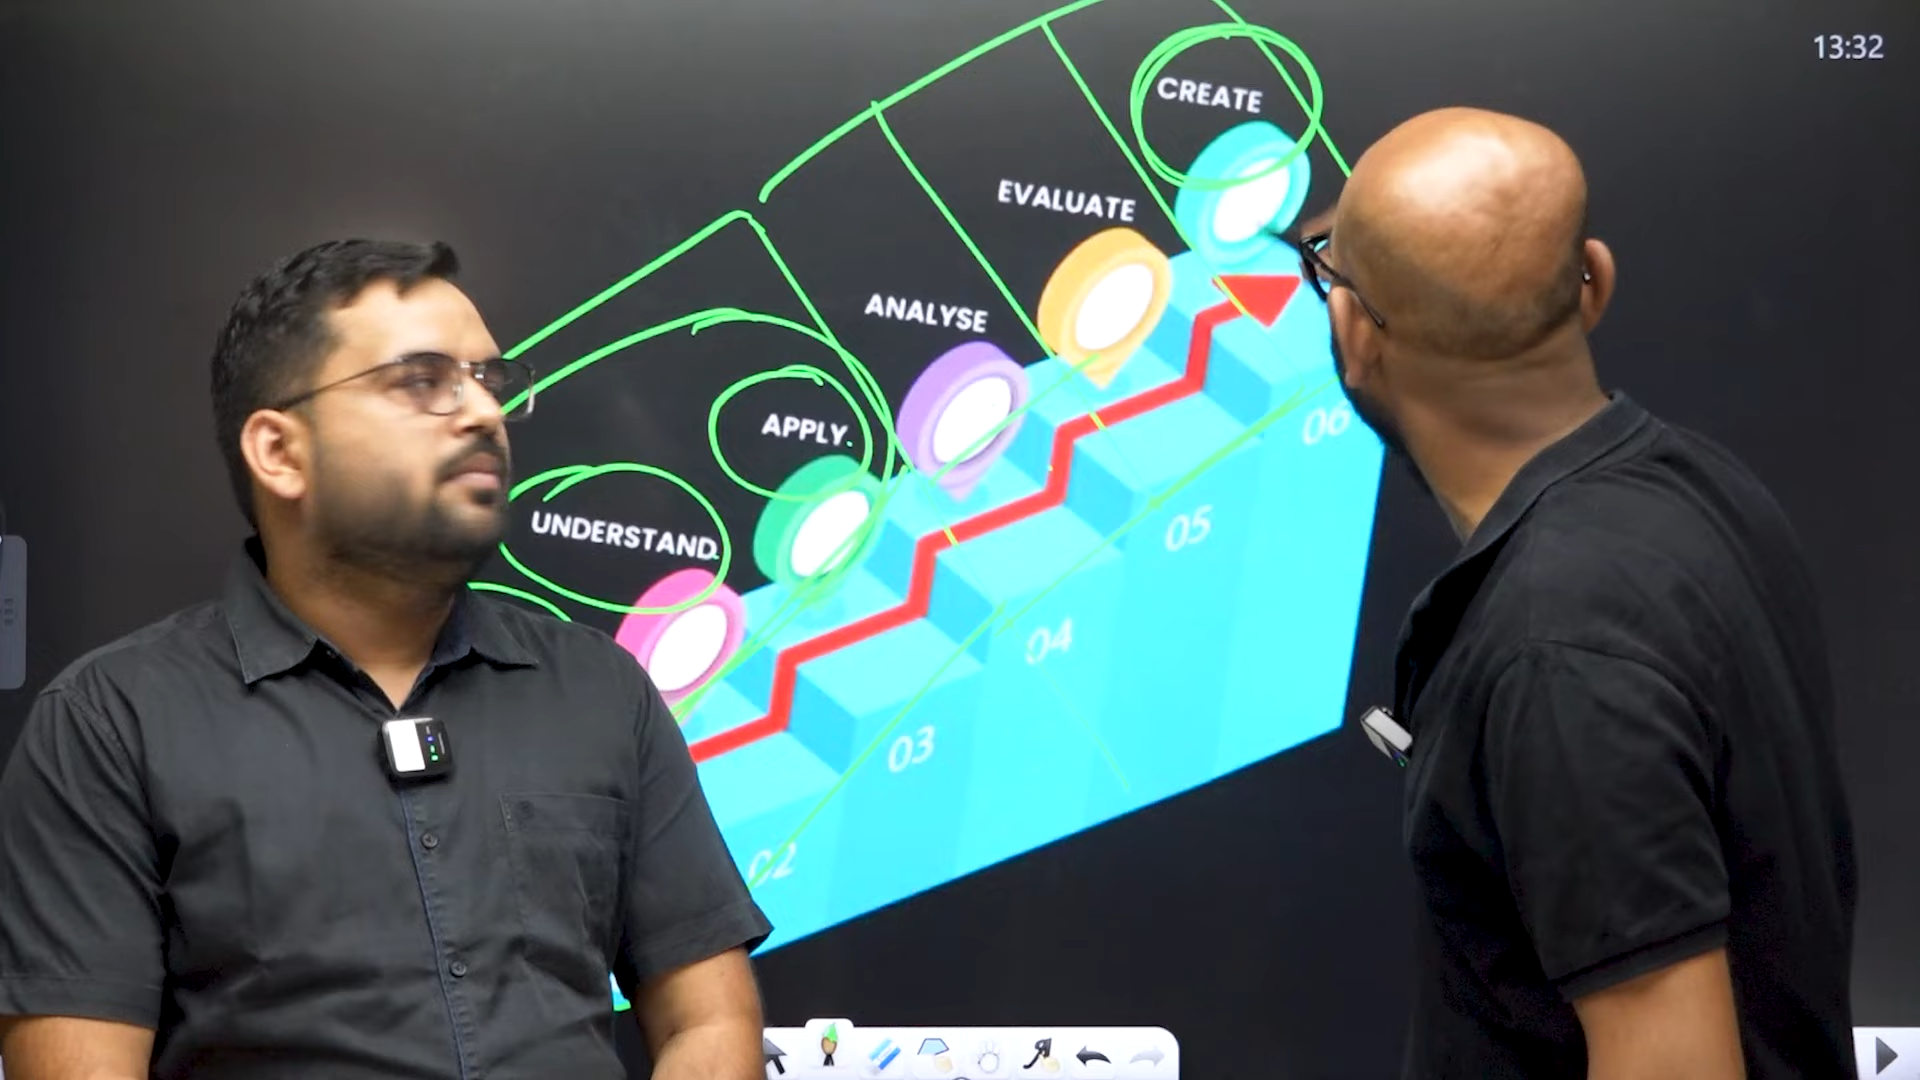 13:32
CREATE
EVALUATE
ANALYSE
APPLY
UNDERSTAND
06
05
04
03
02